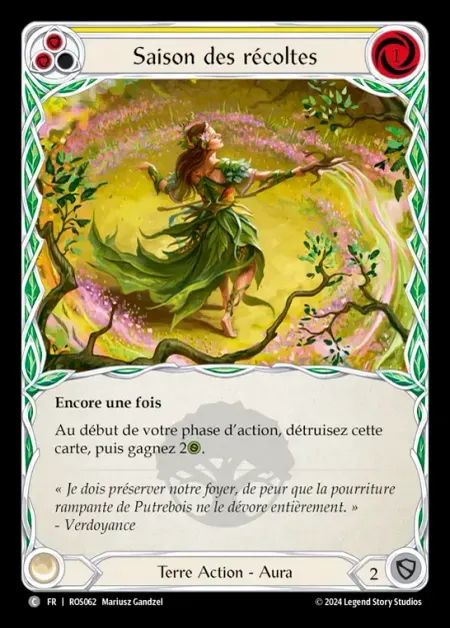 Saison des récoltes
1
Encore une fois
Au début de votre phase d'action, détruisez cette
carte, puis gagnez 2.
« Je dois préserver notre foyer, de peur que la pourriture
rampante de Putrebois ne le dévore entièrement. »
- Verdoyance
Terre Action - Aura
2
C FR | ROS062 Mariusz Gandzel
© 2024 Legend Story Studios